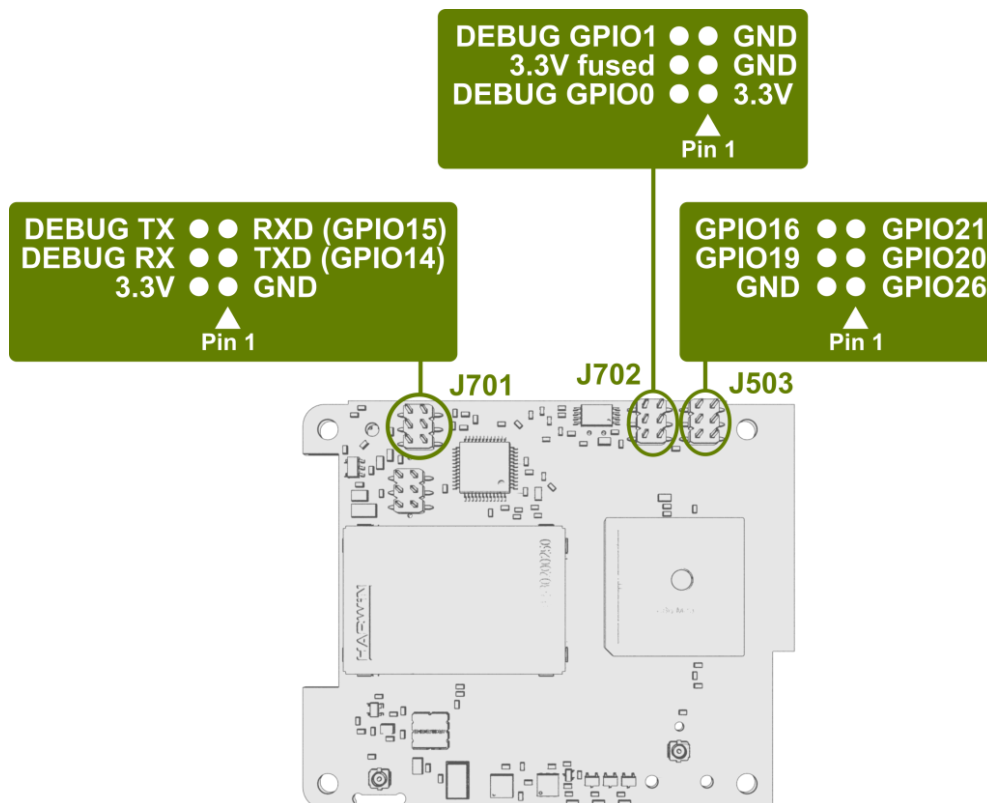 DEBUG GPIO1 GND
3.3V fused GND
DEBUG GPIO0 3.3V
Pin 1
DEBUG TX RXD (GPIO15)
DEBUG RX TXD (GPIO14)
3.3V GND
Pin 1
GPIO16 GPIO21
GPIO19 GPIO20
GND GPIO26
Pin 1
J701
J702
J503
HARWIN